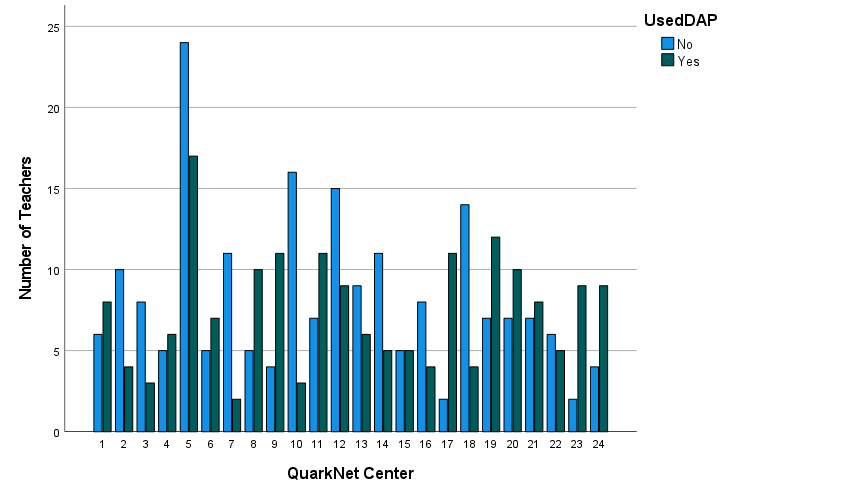 UsedDAP
No
Yes
25
20
15
10
5
0
Number of Teachers
1 2 3 4 5 6 7 8 9 10 11 12 13 14 15 16 17 18 19 20 21 22 23 24
QuarkNet Center